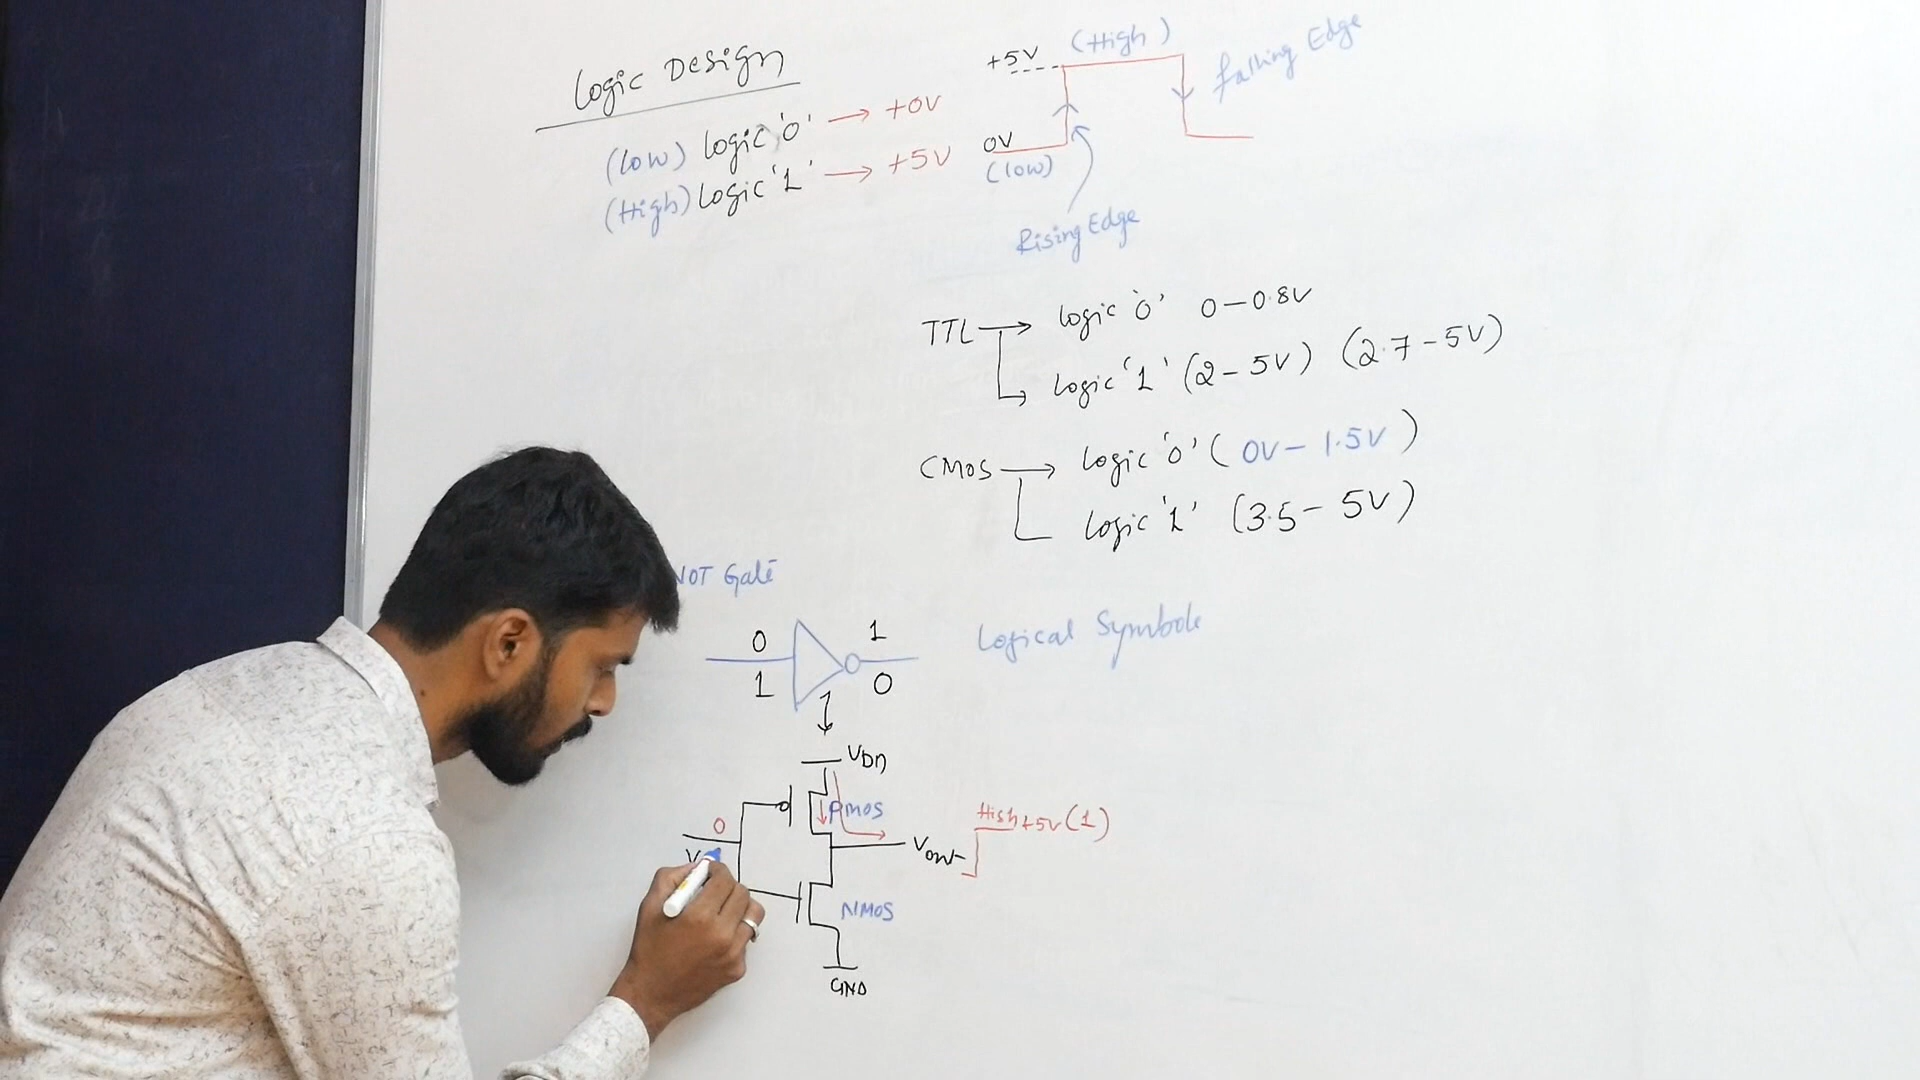 Logic Design
(low) logic '0' → +0V
(High) logic '1' → +5V
+5V
(High)
falling Edge
0V
(low)
Rising Edge
TTL → logic '0' 0 – 0.8V
logic '1' (2 – 5V) (2.7 – 5V)
CMOS → logic '0' (0V – 1.5V)
logic '1' (3.5 – 5V)
NOT Gate
0
1
1
0
Logical Symbole
VDD
PMOS
0
High +5V (1)
Vout
NMOS
GND